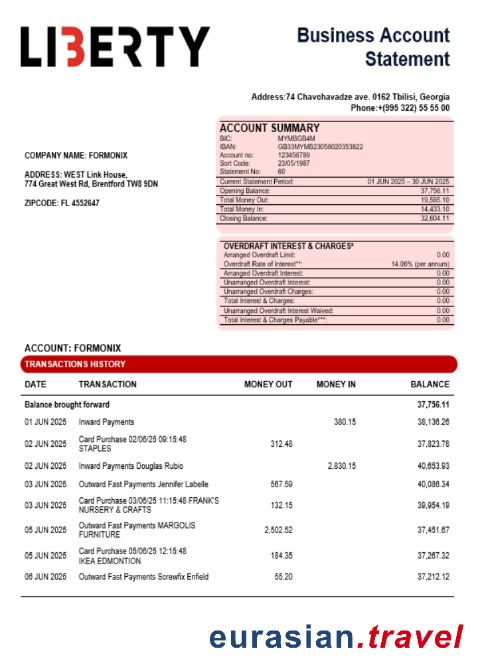 LIBERTY
Business Account
Statement
Address:74 Chavchavadze ave. 0162 Tbilisi, Georgia
Phone:+(995 322) 55 55 00
COMPANY NAME: FORMONIX
ADDRESS: WEST Link House,
774 Great West Rd, Brentford TW8 9DN
ZIPCODE: FL 4552647
ACCOUNT SUMMARY
BIC: MYMBGB4M
IBAN: GB33MYMB23058020353822
Account no: 123456789
Sort Code: 23/05/1987
Statement No: 60
Current Statement Period: 01 JUN 2025 – 30 JUN 2025
Opening Balance: 37,756.11
Total Money Out: 19,585.10
Total Money In: 14,433.10
Closing Balance: 32,604.11
OVERDRAFT INTEREST & CHARGES*
Arranged Overdraft Limit: 0.00
Overdraft Rate of Interest**: 14.06% (per annum)
Arranged Overdraft Interest: 0.00
Unarranged Overdraft Interest: 0.00
Unarranged Overdraft Charges: 0.00
Total Interest & Charges: 0.00
Unarranged Overdraft Interest Waived: 0.00
Total Interest & Charges Payable***: 0.00
ACCOUNT: FORMONIX
TRANSACTIONS HISTORY
DATE TRANSACTION MONEY OUT MONEY IN BALANCE
Balance brought forward 37,756.11
01 JUN 2025 Inward Payments 380.15 38,136.26
02 JUN 2025 Card Purchase 02/06/25 09:15:48 312.48 37,823.78
STAPLES
02 JUN 2025 Inward Payments Douglas Rubio 2,830.15 40,653.93
03 JUN 2025 Outward Fast Payments Jennifer Labelle 567.59 40,086.34
03 JUN 2025 Card Purchase 03/06/25 11:15:48 FRANK'S 132.15 39,954.19
NURSERY & CRAFTS
05 JUN 2025 Outward Fast Payments MARGOLIS 2,502.52 37,451.67
FURNITURE
05 JUN 2025 Card Purchase 05/06/25 12:15:48 184.35 37,267.32
IKEA EDMONTION
06 JUN 2025 Outward Fast Payments Screwfix Enfield 55.20 37,212.12
eurasian.travel